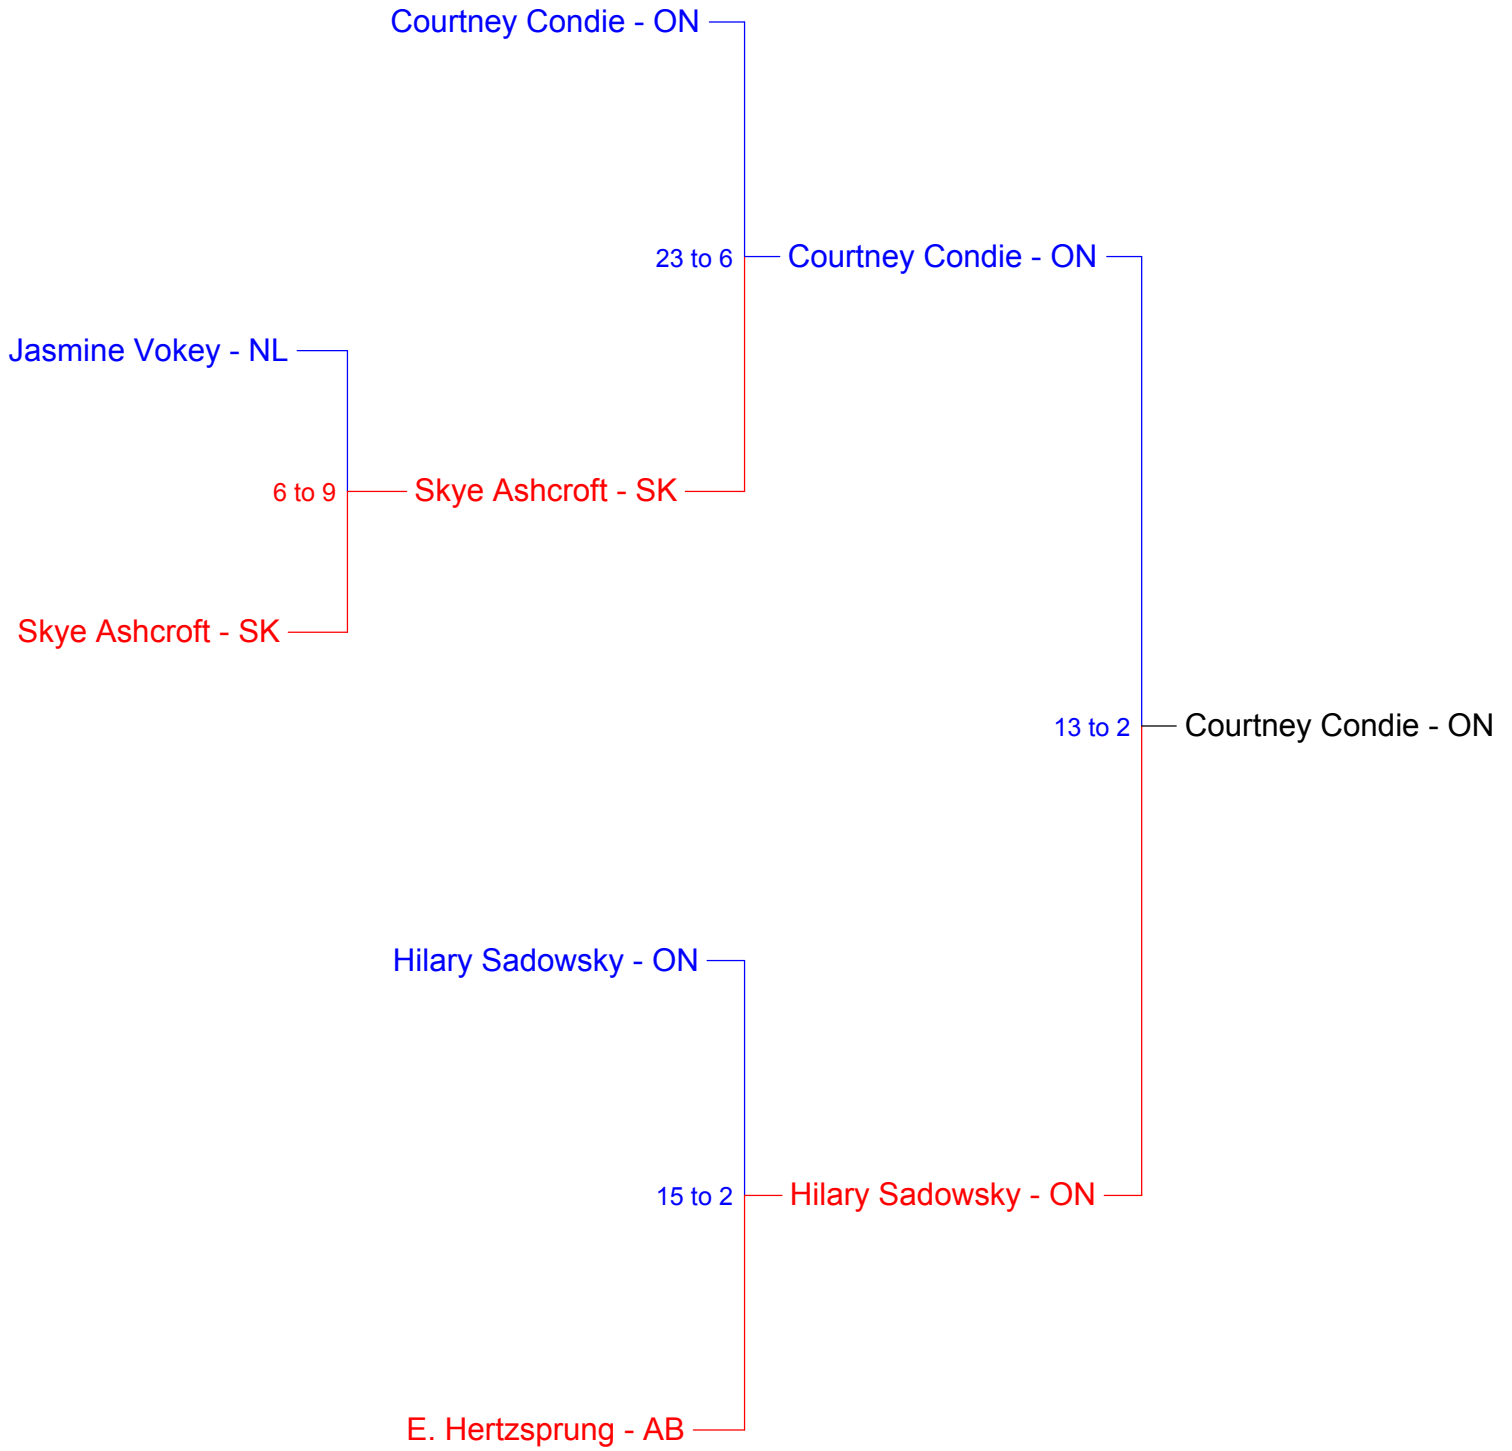 Courtney Condie - ON
23 to 6
Courtney Condie - ON
Jasmine Vokey - NL
6 to 9
Skye Ashcroft - SK
Skye Ashcroft - SK
13 to 2
Courtney Condie - ON
Hilary Sadowsky - ON
15 to 2
Hilary Sadowsky - ON
E. Hertzsprung - AB